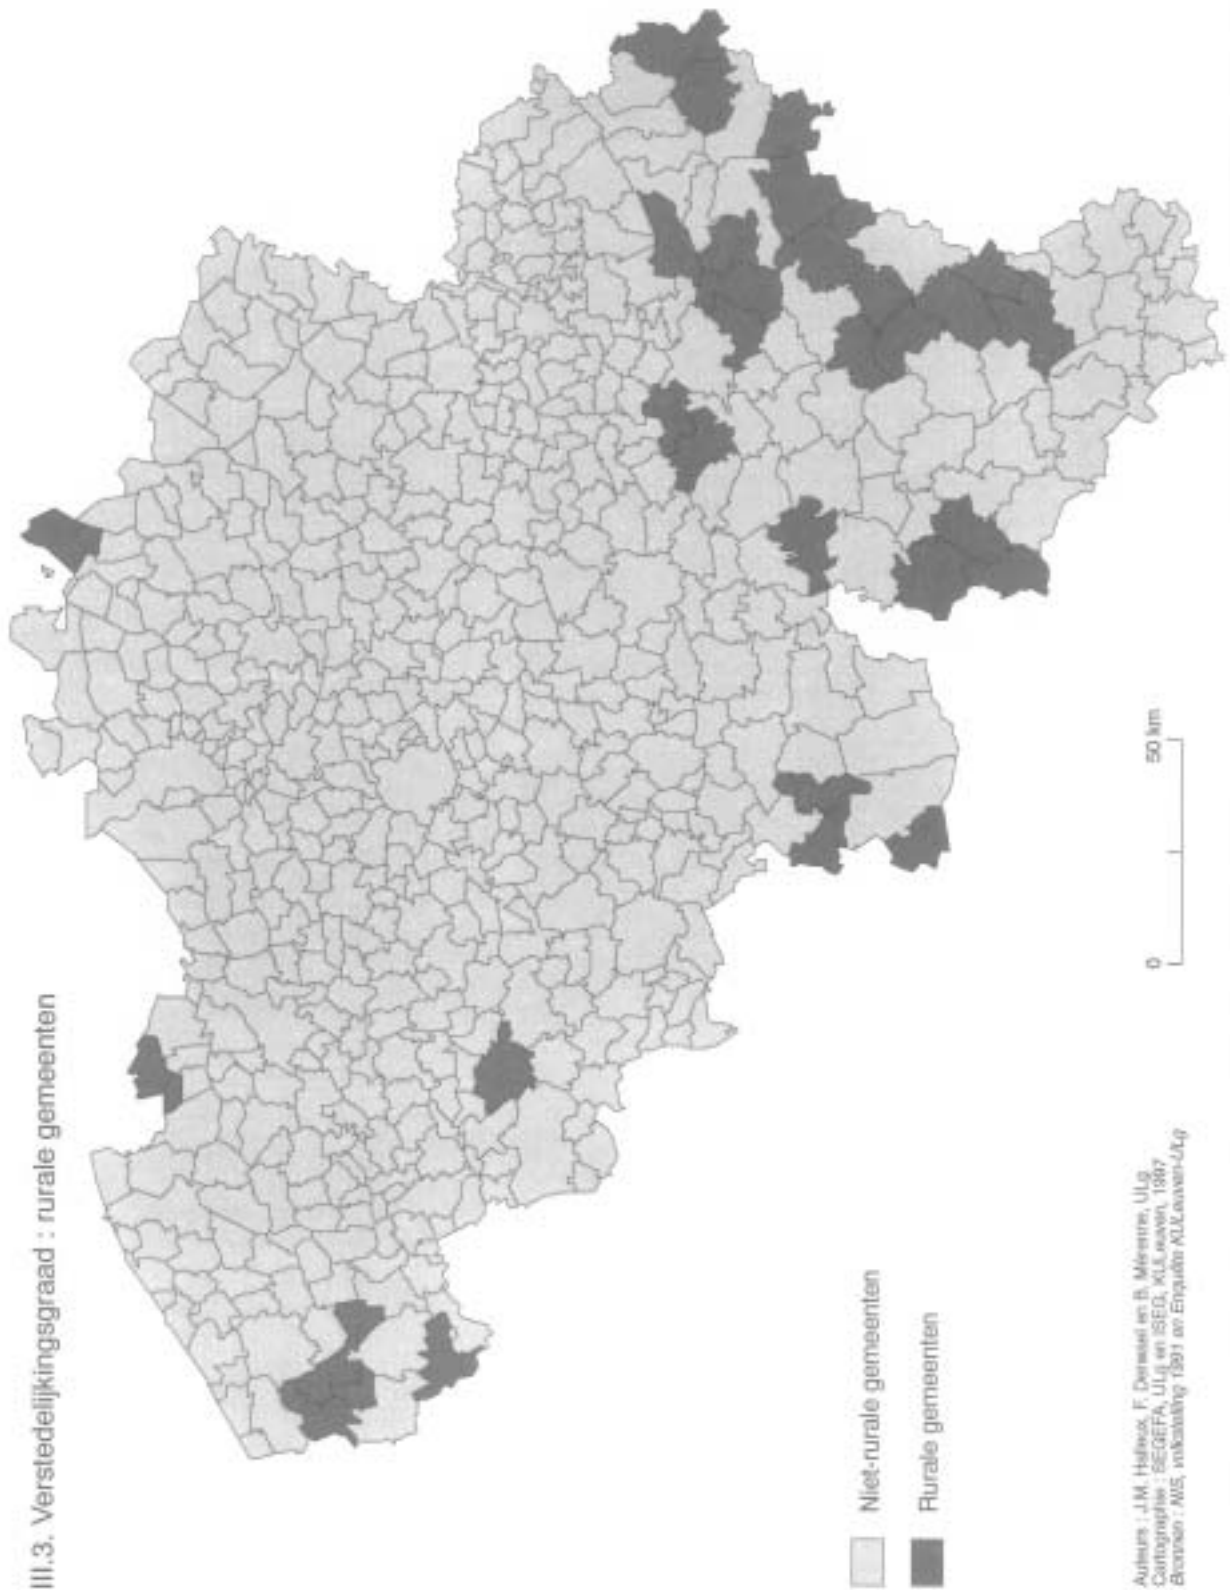 III.3. Verstedelijkingsgraad : rurale gemeenten
Niet-rurale gemeenten
Rurale gemeenten
0 50 km
Auteurs : J.M. Halleux, F. Derwael en B. Mérenne, ULg
Cartographie : SEGEFA, ULg en ISEG, KULeuven, 1997
Bronnen : NIS, volkstelling 1991 en Enquête KULeuven-ULg